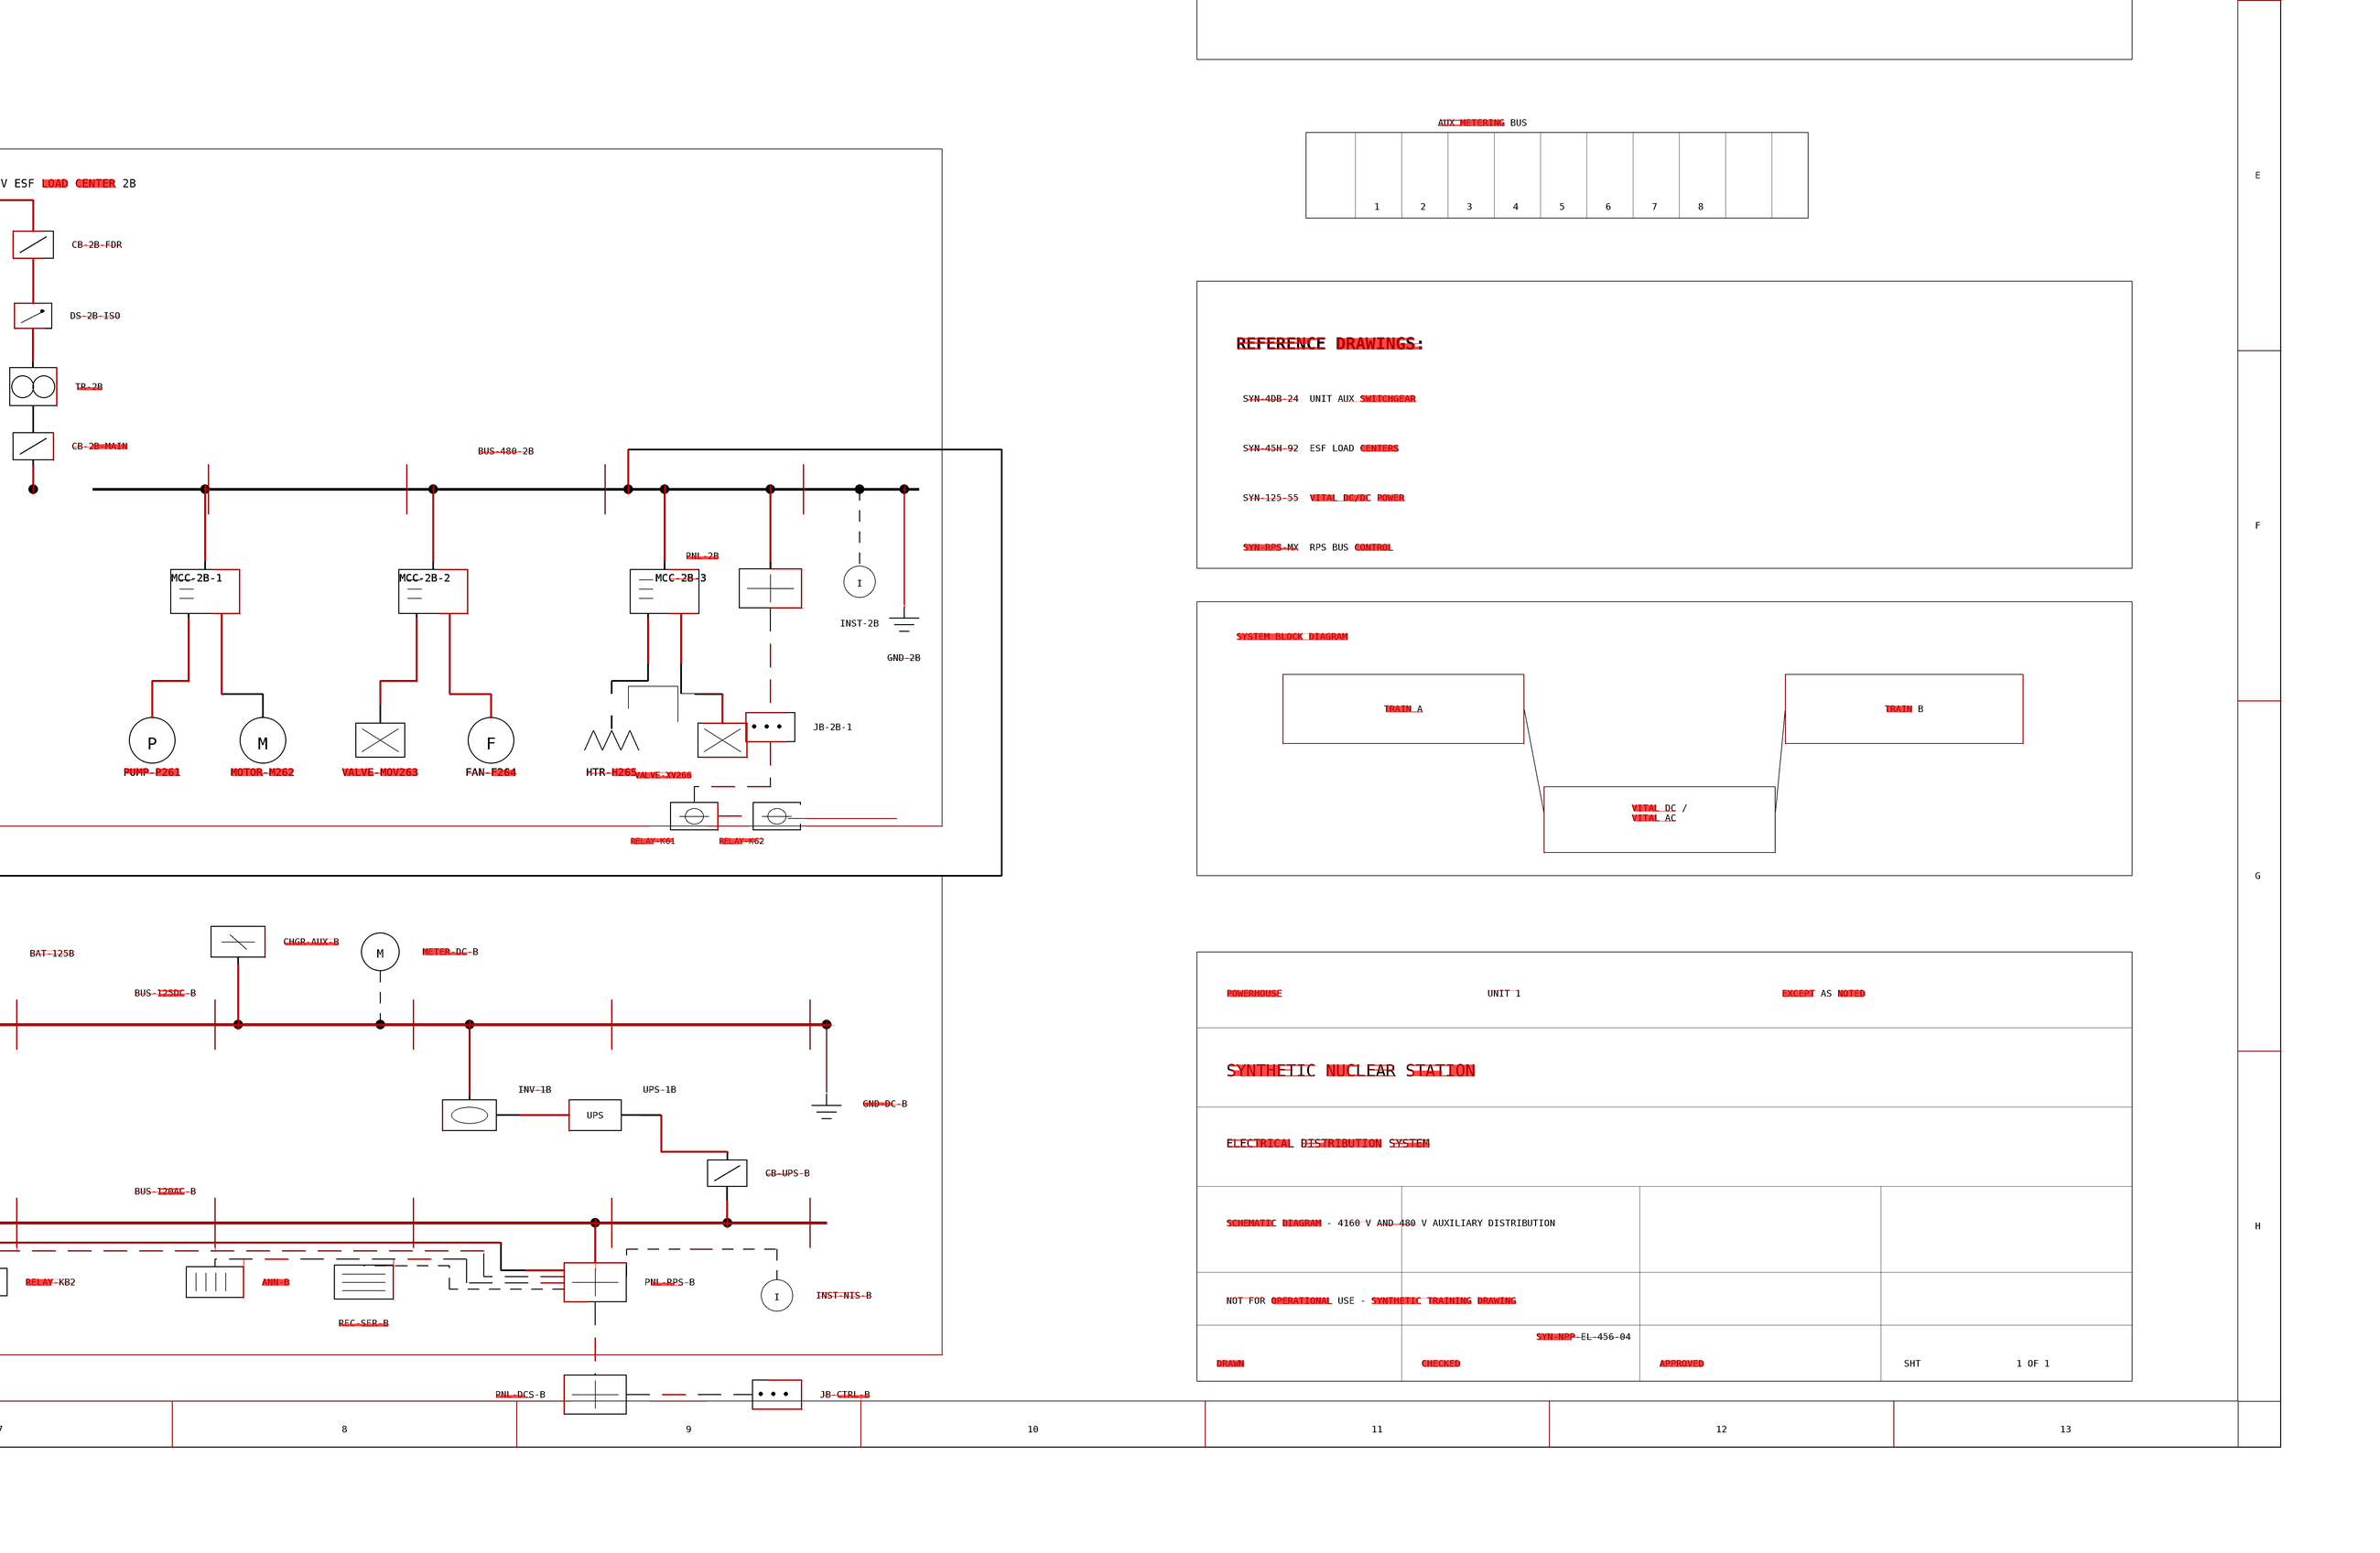 AUX METERING BUS
1 2 3 4 5 6 7 8
E
V ESF LOAD CENTER 2B
CB-2B-FDR
DS-2B-ISO
TR-2B
CB-2B-MAIN
BUS-480-2B
REFERENCE DRAWINGS:
SYN-4DB-24 UNIT AUX SWITCHGEAR
SYN-45H-92 ESF LOAD CENTERS
SYN-125-55 VITAL DC/DC POWER
SYN-RPS-MX RPS BUS CONTROL
F
PNL-2B
MCC-2B-1
MCC-2B-2
MCC-2B-3
I
INST-2B
GND-2B
SYSTEM BLOCK DIAGRAM
TRAIN A
TRAIN B
VITAL DC /
VITAL AC
JB-2B-1
P
M
F
PUMP-P261
MOTOR-M262
VALVE-MOV263
FAN-F264
HTR-H265
VALVE-XV266
RELAY-K61
RELAY-K62
G
BAT-125B
CHGR-AUX-B
M
METER-DC-B
BUS-125DC-B
POWERHOUSE
UNIT 1
EXCEPT AS NOTED
SYNTHETIC NUCLEAR STATION
INV-1B
UPS-1B
UPS
GND-DC-B
ELECTRICAL DISTRIBUTION SYSTEM
CB-UPS-B
BUS-120AC-B
SCHEMATIC DIAGRAM - 4160 V AND 480 V AUXILIARY DISTRIBUTION
H
RELAY-KB2
ANN-B
PNL-RPS-B
I
INST-NIS-B
REC-SER-B
NOT FOR OPERATIONAL USE - SYNTHETIC TRAINING DRAWING
SYN-NPP-EL-456-04
DRAWN
CHECKED
APPROVED
SHT
1 OF 1
PNL-DCS-B
JB-CTRL-B
7 8 9 10 11 12 13